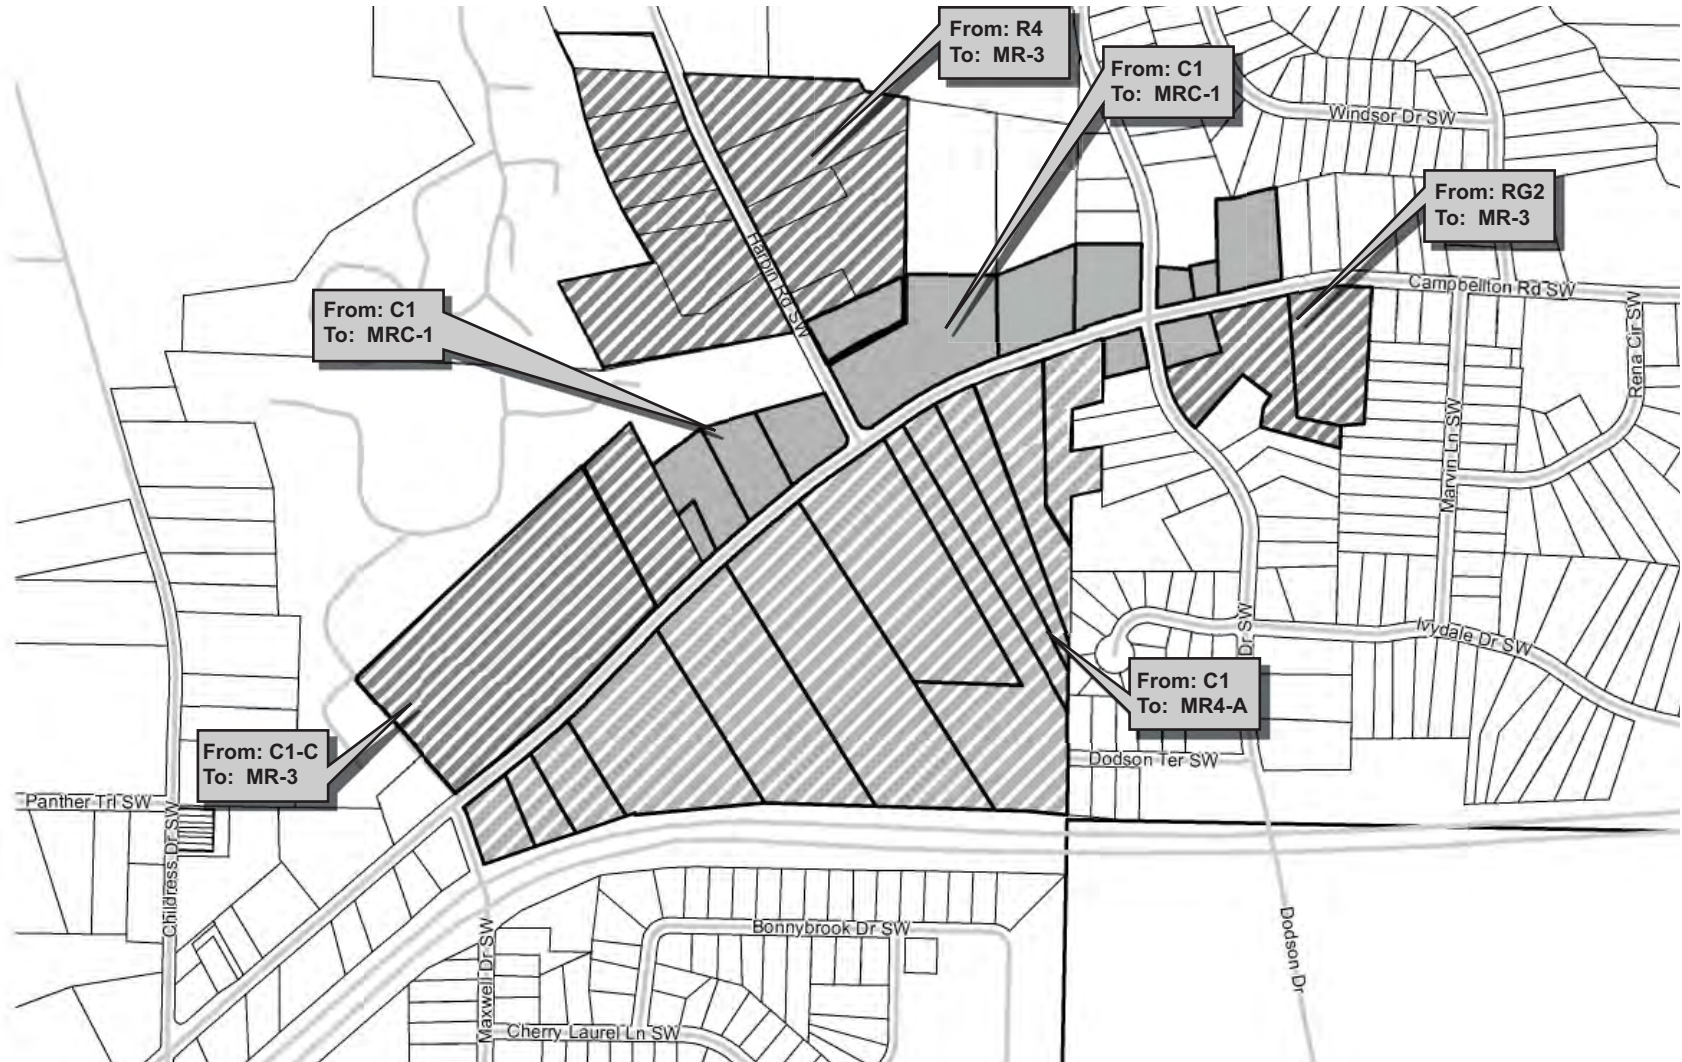 From: R4
To: MR-3
From: C1
To: MRC-1
Windsor Dr SW
From: RG2
To: MR-3
Harbin Rd SW
Campbellton Rd SW
From: C1
To: MRC-1
Rena Cir SW
Marvin Ln SW
Dr SW
Ivydale Dr SW
From: C1
To: MR4-A
From: C1-C
To: MR-3
Dodson Ter SW
Panther Trl SW
Childress Dr SW
Bonnybrook Dr SW
Maxwell Dr SW
Dodson Dr
Cherry Laurel Ln SW